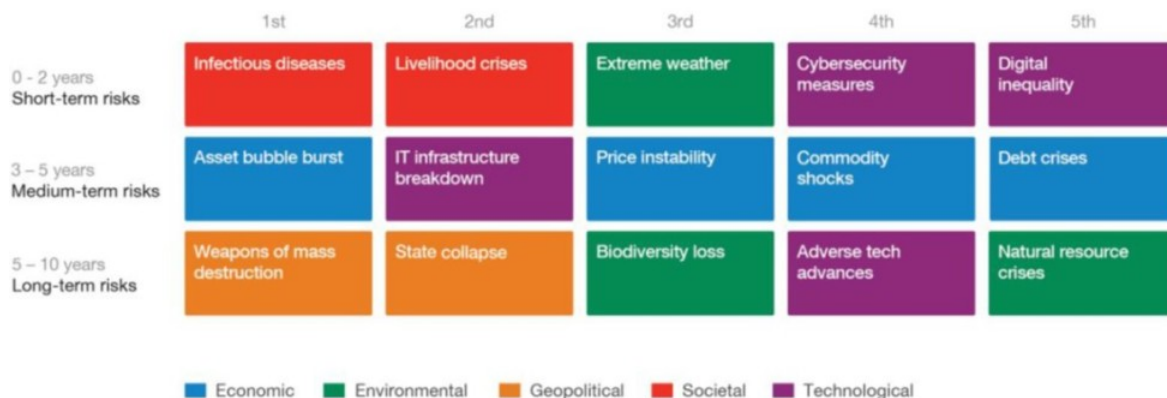 1st 2nd 3rd 4th 5th
0 - 2 years
Short-term risks
Infectious diseases
Livelihood crises
Extreme weather
Cybersecurity
measures
Digital
inequality
3 – 5 years
Medium-term risks
Asset bubble burst
IT infrastructure
breakdown
Price instability
Commodity
shocks
Debt crises
5 – 10 years
Long-term risks
Weapons of mass
destruction
State collapse
Biodiversity loss
Adverse tech
advances
Natural resource
crises
Economic Environmental Geopolitical Societal Technological